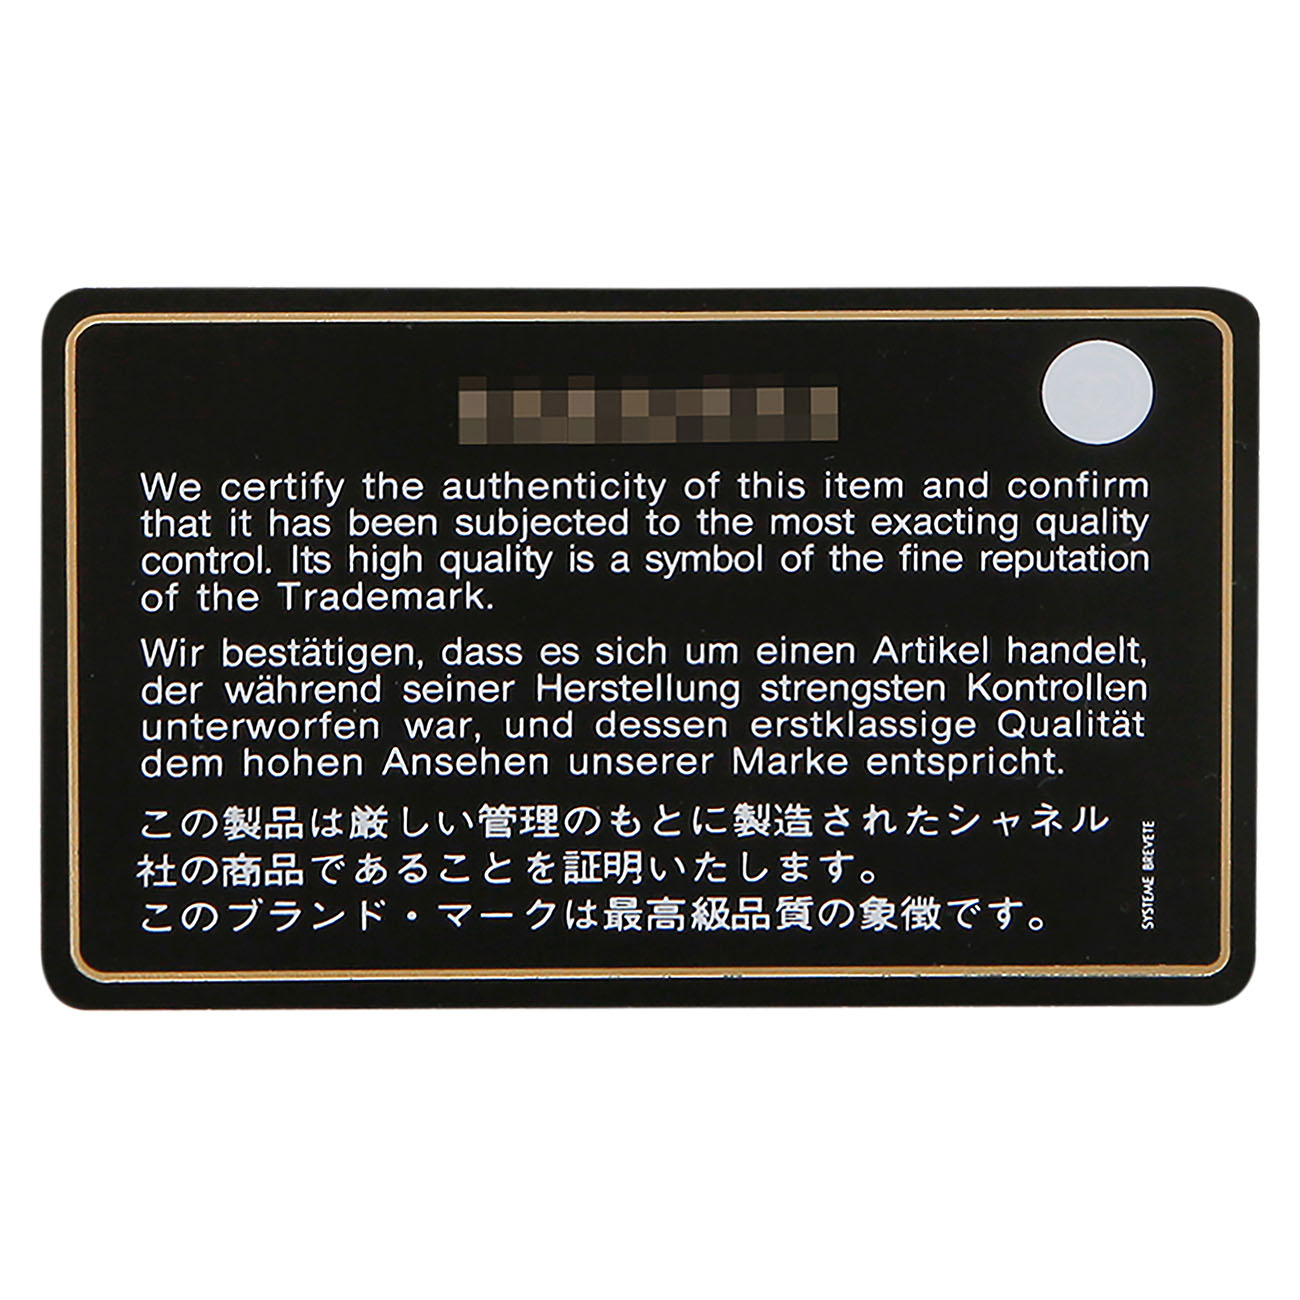 We certify the authenticity of this item and confirm
that it has been subjected to the most exacting quality
control. Its high quality is a symbol of the fine reputation
of the Trademark.
Wir bestätigen, dass es sich um einen Artikel handelt,
der während seiner Herstellung strengsten Kontrollen
unterworfen war, und dessen erstklassige Qualität
dem hohen Ansehen unserer Marke entspricht.
この製品は厳しい管理のもとに製造されたシャネル
社の商品であることを証明いたします。
このブランド・マークは最高級品質の象徴です。
SYSTEME BREVETE